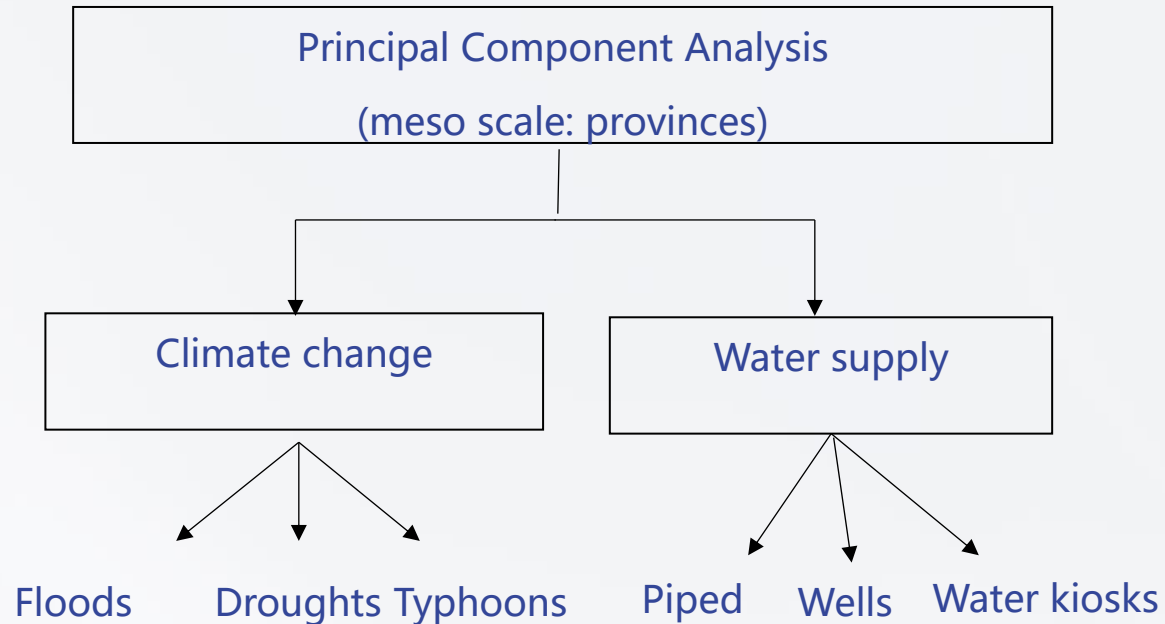 Principal Component Analysis
(meso scale: provinces)
Climate change
Water supply
Floods
Droughts
Typhoons
Piped
Wells
Water kiosks